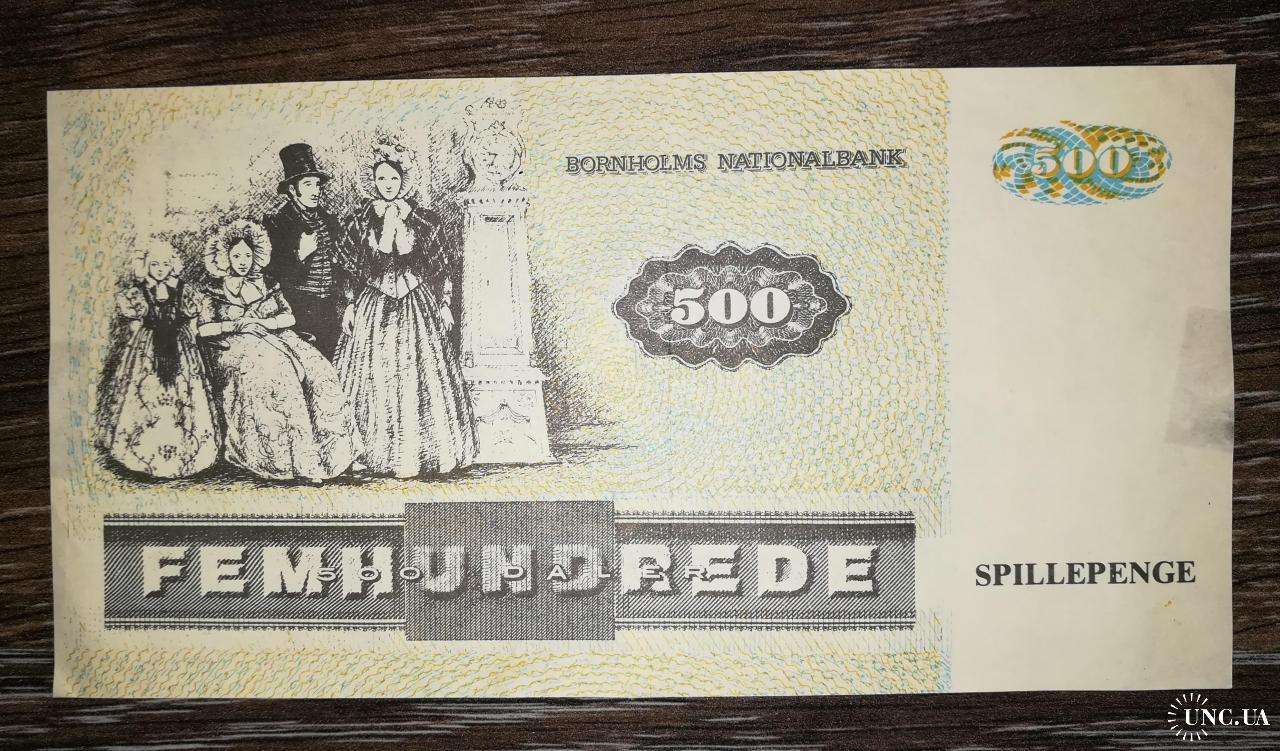 BORNHOLMS NATIONALBANK
500
500
FEMHUNDREDE
500 DALER
SPILLEPENGE
UNC.UA